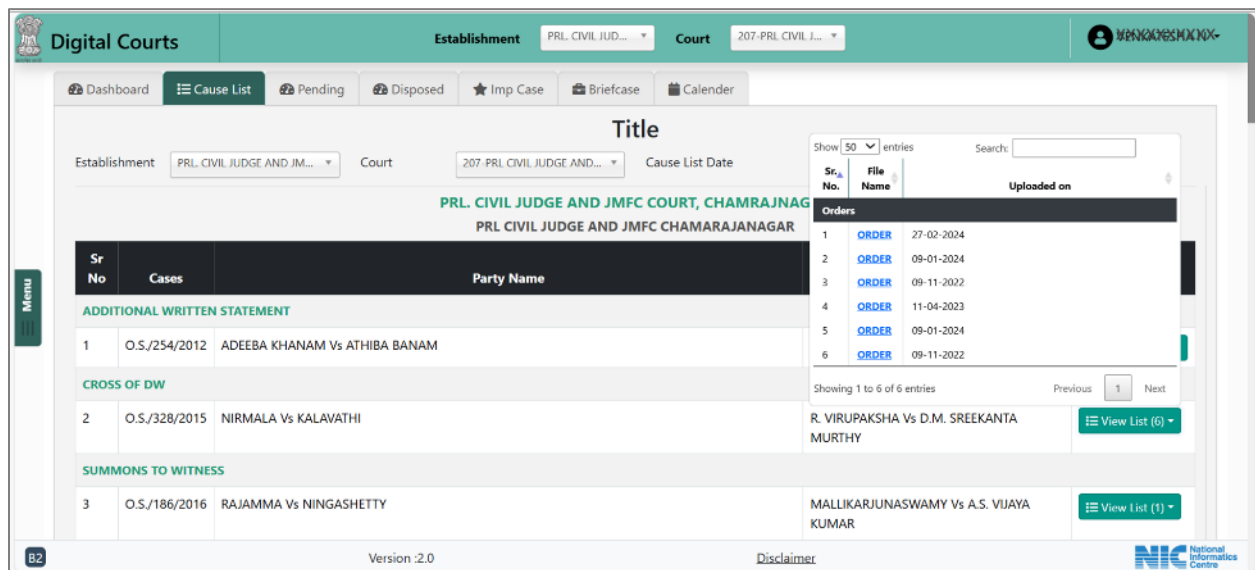 Digital Courts
Establishment PRL. CIVIL JUD... Court 207-PRL CIVIL J...
Dashboard Cause List Pending Disposed Imp Case Briefcase Calender
Title
Establishment PRL. CIVIL JUDGE AND JM... Court 207-PRL CIVIL JUDGE AND... Cause List Date
PRL. CIVIL JUDGE AND JMFC COURT, CHAMRAJNAG
PRL CIVIL JUDGE AND JMFC CHAMARAJANAGAR
Show 50 entries Search:
Sr. No. File Name Uploaded on
Orders
1 ORDER 27-02-2024
2 ORDER 09-01-2024
3 ORDER 09-11-2022
4 ORDER 11-04-2023
5 ORDER 09-01-2024
6 ORDER 09-11-2022
Showing 1 to 6 of 6 entries Previous 1 Next
Menu
Sr No Cases Party Name
ADDITIONAL WRITTEN STATEMENT
1 O.S./254/2012 ADEEBA KHANAM Vs ATHIBA BANAM
CROSS OF DW
2 O.S./328/2015 NIRMALA Vs KALAVATHI R. VIRUPAKSHA Vs D.M. SREEKANTA MURTHY View List (6)
SUMMONS TO WITNESS
3 O.S./186/2016 RAJAMMA Vs NINGASHETTY MALLIKARJUNASWAMY Vs A.S. VIJAYA KUMAR View List (1)
B2 Version :2.0 Disclaimer NIC National Informatics Centre